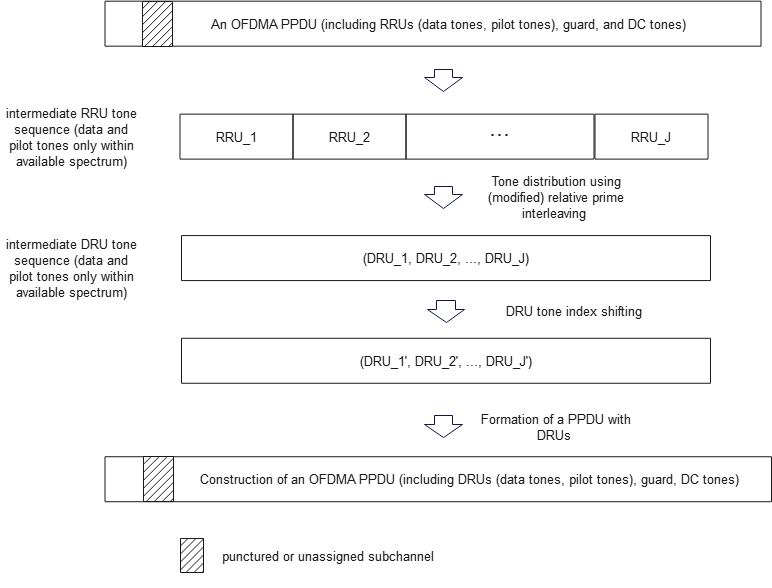 An OFDMA PPDU (including RRUs (data tones, pilot tones), guard, and DC tones)
intermediate RRU tone
sequence (data and
pilot tones only within
available spectrum)
RRU_1
RRU_2
...
RRU_J
Tone distribution using
(modified) relative prime
interleaving
intermediate DRU tone
sequence (data and
pilot tones only within
available spectrum)
(DRU_1, DRU_2, ..., DRU_J)
DRU tone index shifting
(DRU_1', DRU_2', ..., DRU_J')
Formation of a PPDU with
DRUs
Construction of an OFDMA PPDU (including DRUs (data tones, pilot tones), guard, DC tones)
punctured or unassigned subchannel